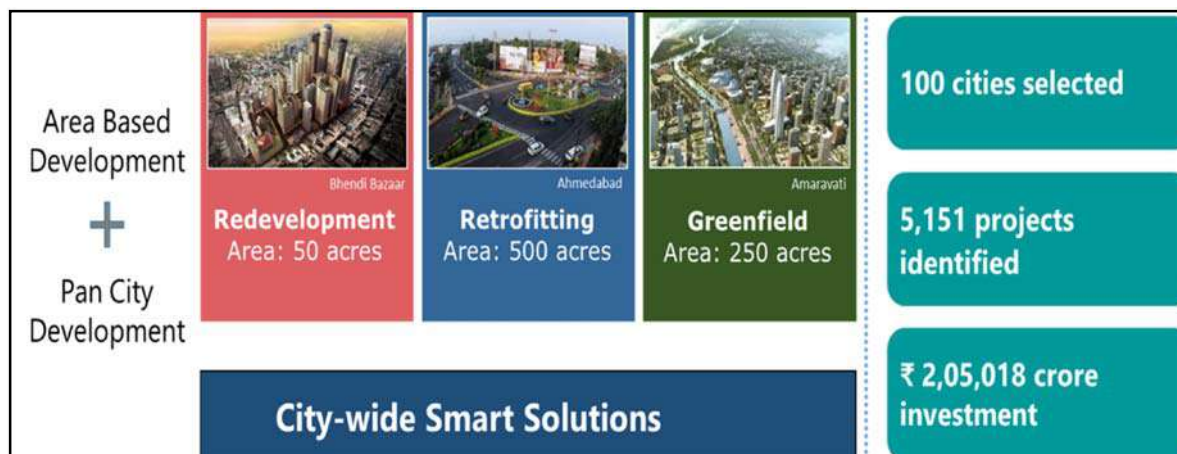 Area Based
Development
+
Pan City
Development
Bhendi Bazaar
Redevelopment
Area: 50 acres
Ahmedabad
Retrofitting
Area: 500 acres
Amaravati
Greenfield
Area: 250 acres
City-wide Smart Solutions
100 cities selected
5,151 projects
identified
₹ 2,05,018 crore
investment